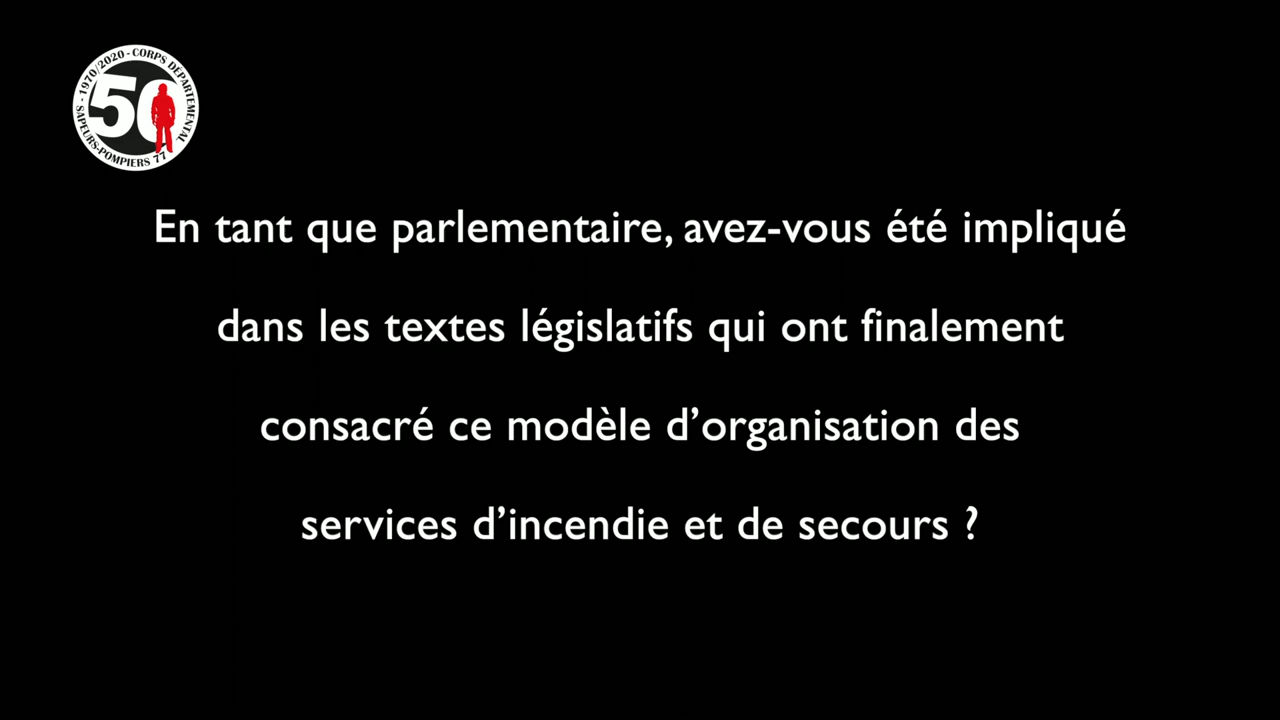 1970/2020 - CORPS DÉPARTEMENTAL - SAPEURS-POMPIERS 77
50
En tant que parlementaire, avez-vous été impliqué
dans les textes législatifs qui ont finalement
consacré ce modèle d’organisation des
services d’incendie et de secours ?